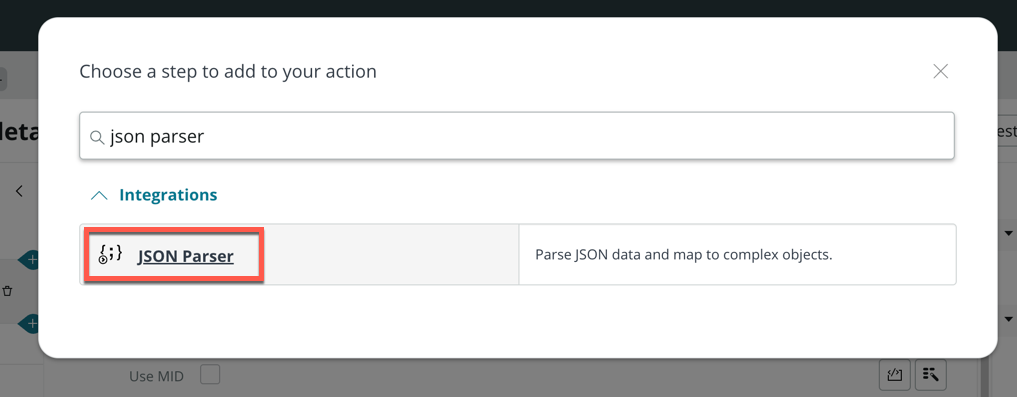 Choose a step to add to your action
json parser
Integrations
JSON Parser
Parse JSON data and map to complex objects.
Use MID